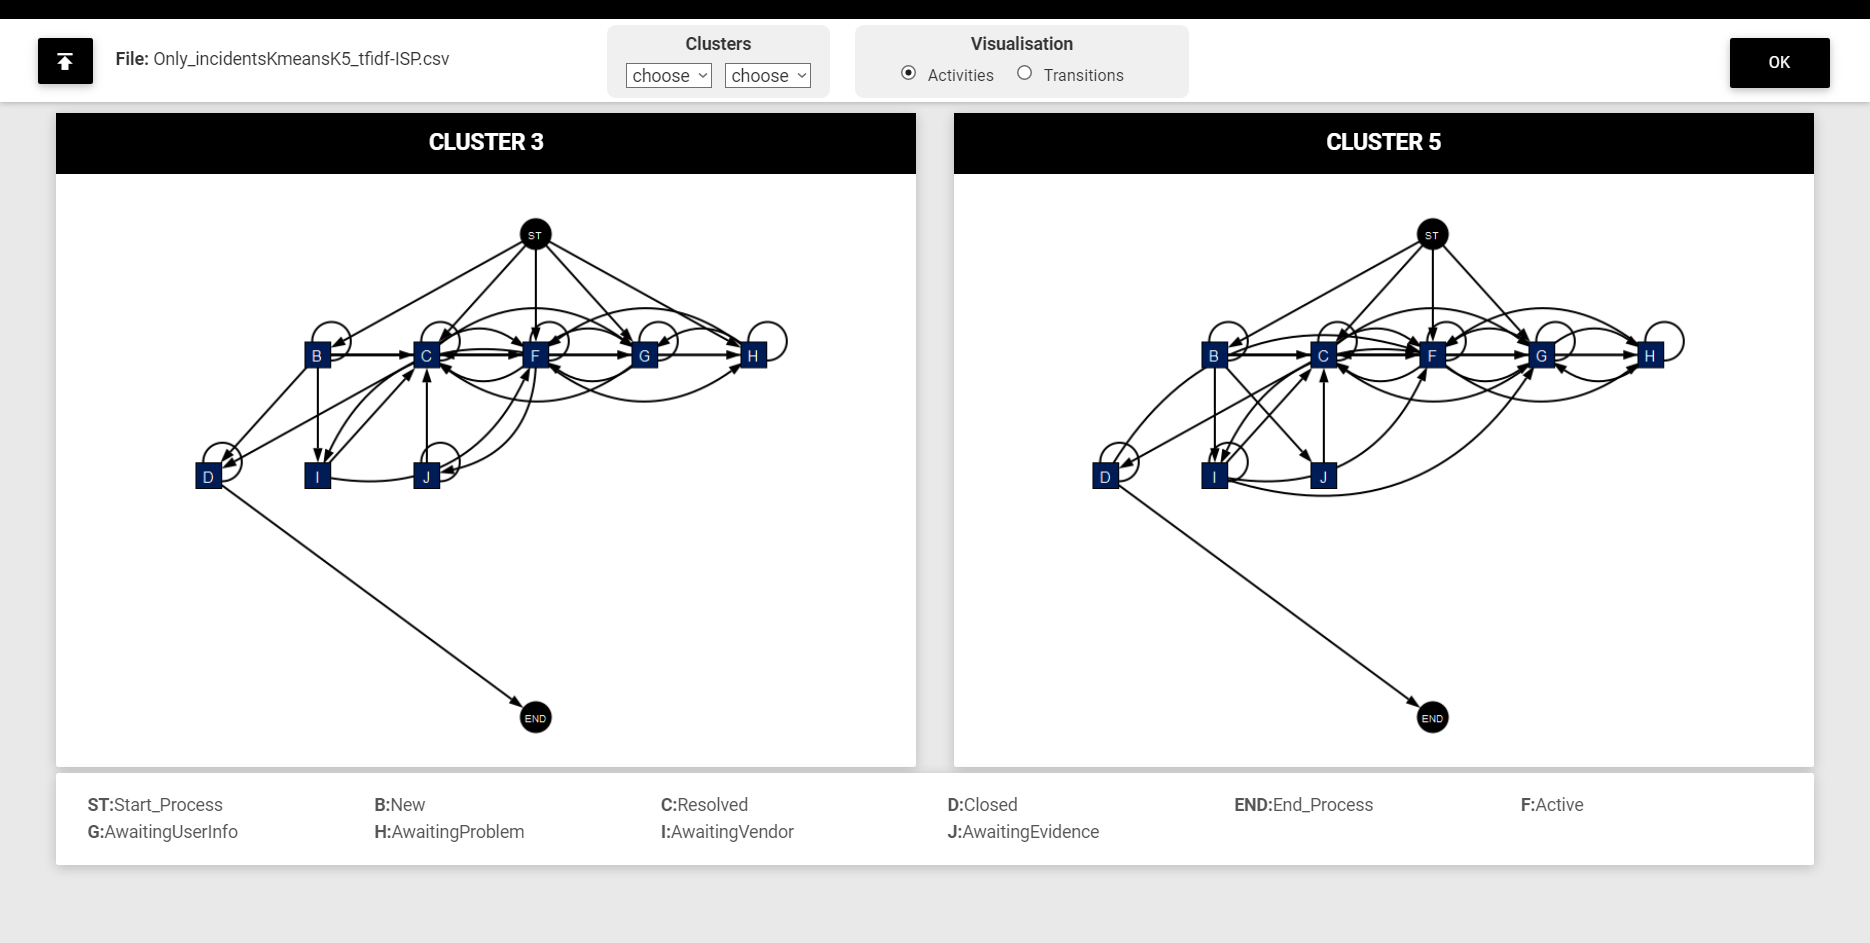 File: Only_incidentsKmeansK5_tfidf-ISP.csv
Clusters
choose choose
Visualisation
Activities Transitions
OK
CLUSTER 3
ST
B C F G H
D I J
END
CLUSTER 5
ST
B C F G H
D I J
END
ST:Start_Process B:New C:Resolved D:Closed END:End_Process F:Active
G:AwaitingUserInfo H:AwaitingProblem I:AwaitingVendor J:AwaitingEvidence